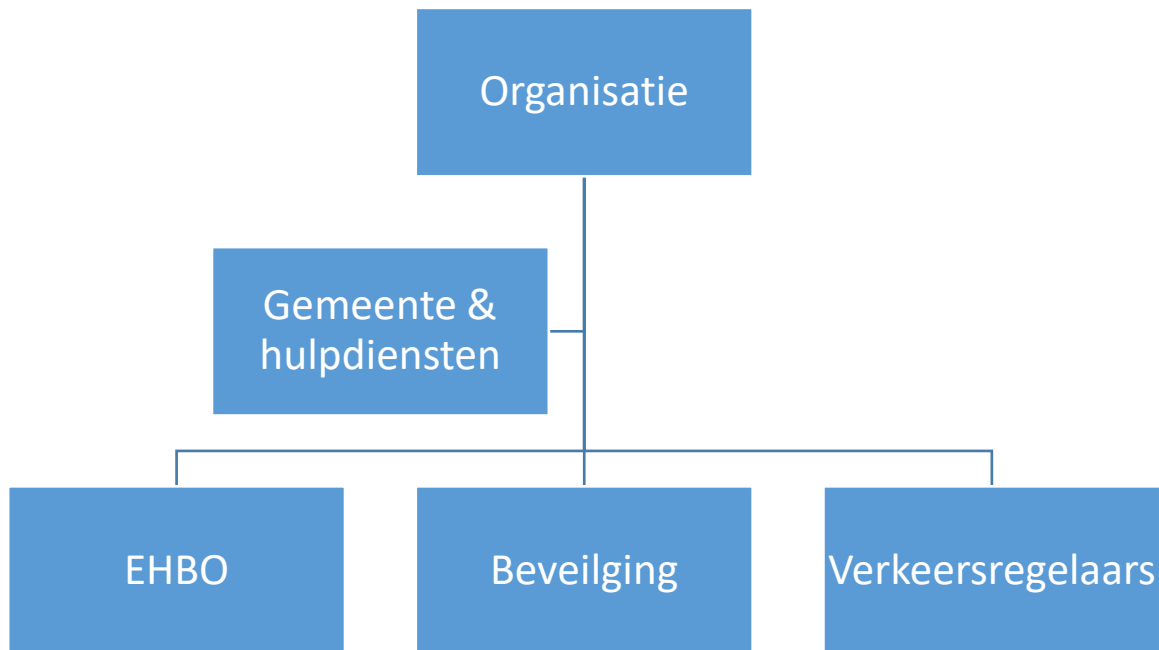 Organisatie
Gemeente &
hulpdiensten
EHBO
Beveilging
Verkeersregelaars